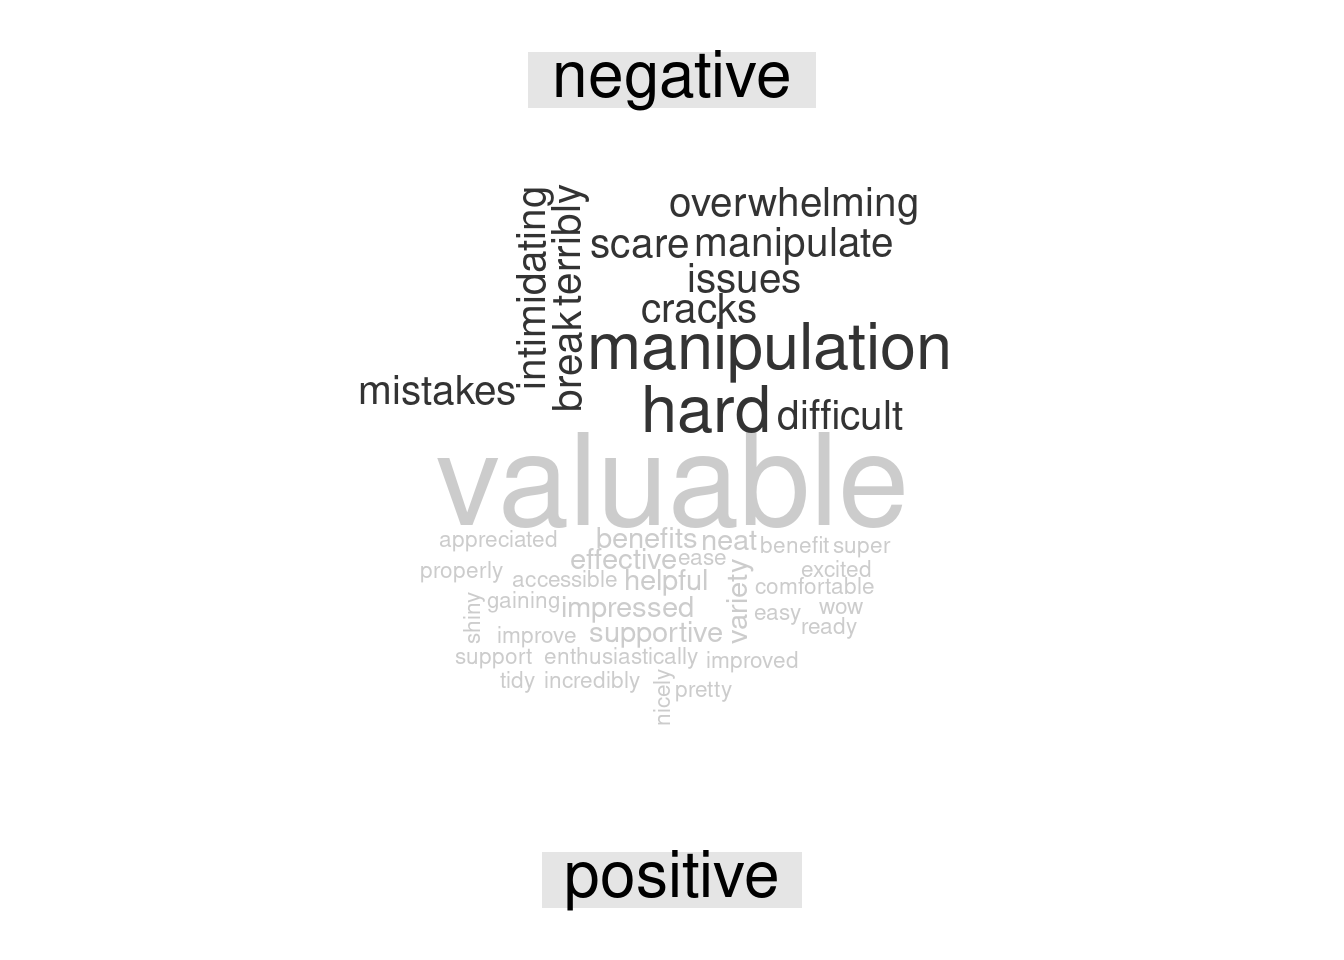 negative
intimidating
terribly
overwhelming
scare manipulate
issues
cracks
break
manipulation
mistakes
hard difficult
valuable
appreciated benefits neat benefit super
effective ease
properly accessible helpful variety excited
comfortable
shiny gaining impressed easy wow
improve supportive ready
support enthusiastically improved
tidy incredibly nicely pretty
positive